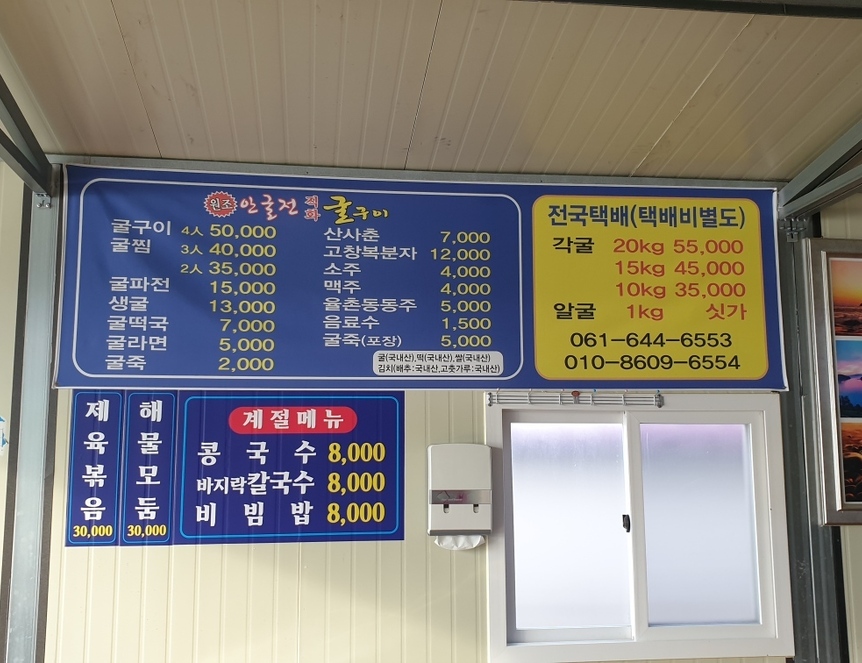 원조 안굴전 직화 굴구이
굴구이 4人 50,000
굴찜 3人 40,000
2人 35,000
굴파전 15,000
생굴 13,000
굴떡국 7,000
굴라면 5,000
굴죽 2,000
산사춘 7,000
고창복분자 12,000
소주 4,000
맥주 4,000
율촌동동주 5,000
음료수 1,500
굴죽(포장) 5,000
굴(국내산),떡(국내산),쌀(국내산)
김치(배추:국내산,고춧가루:국내산)
전국택배(택배비별도)
각굴 20kg 55,000
15kg 45,000
10kg 35,000
알굴 1kg 싯가
061-644-6553
010-8609-6554
제육볶음
30,000
해물모둠
30,000
계절메뉴
콩국수 8,000
바지락칼국수 8,000
비빔밥 8,000